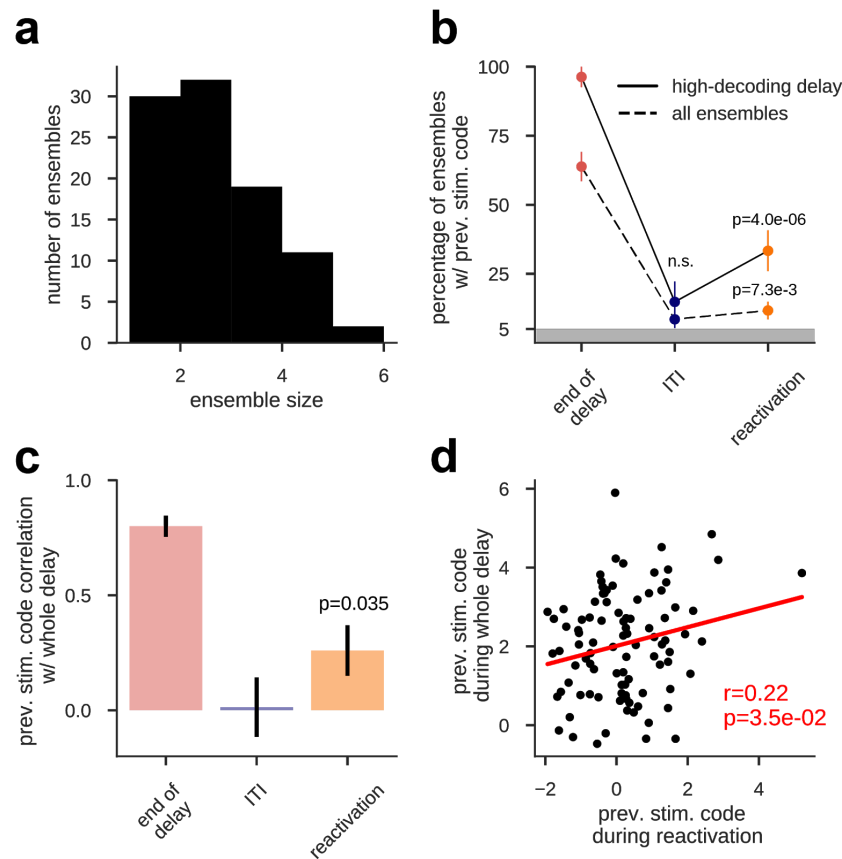 a
number of ensembles
30
25
20
15
10
5
0
2
4
6
ensemble size
b
percentage of ensembles
w/ prev. stim. code
100
75
50
25
5
high-decoding delay
all ensembles
n.s.
p=4.0e-06
p=7.3e-3
end of
delay
ITI
reactivation
c
prev. stim. code correlation
w/ whole delay
1.0
0.5
0.0
p=0.035
end of
delay
ITI
reactivation
d
prev. stim. code
during whole delay
6
4
2
0
r=0.22
p=3.5e-02
−2
0
2
4
prev. stim. code
during reactivation